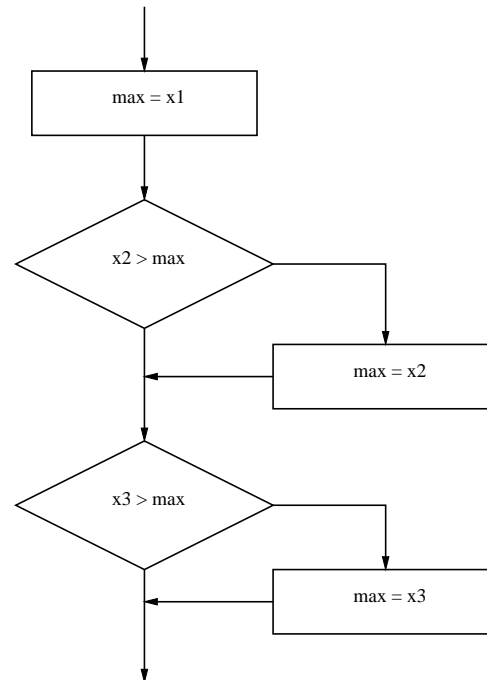 max = x1
x2 > max
max = x2
x3 > max
max = x3